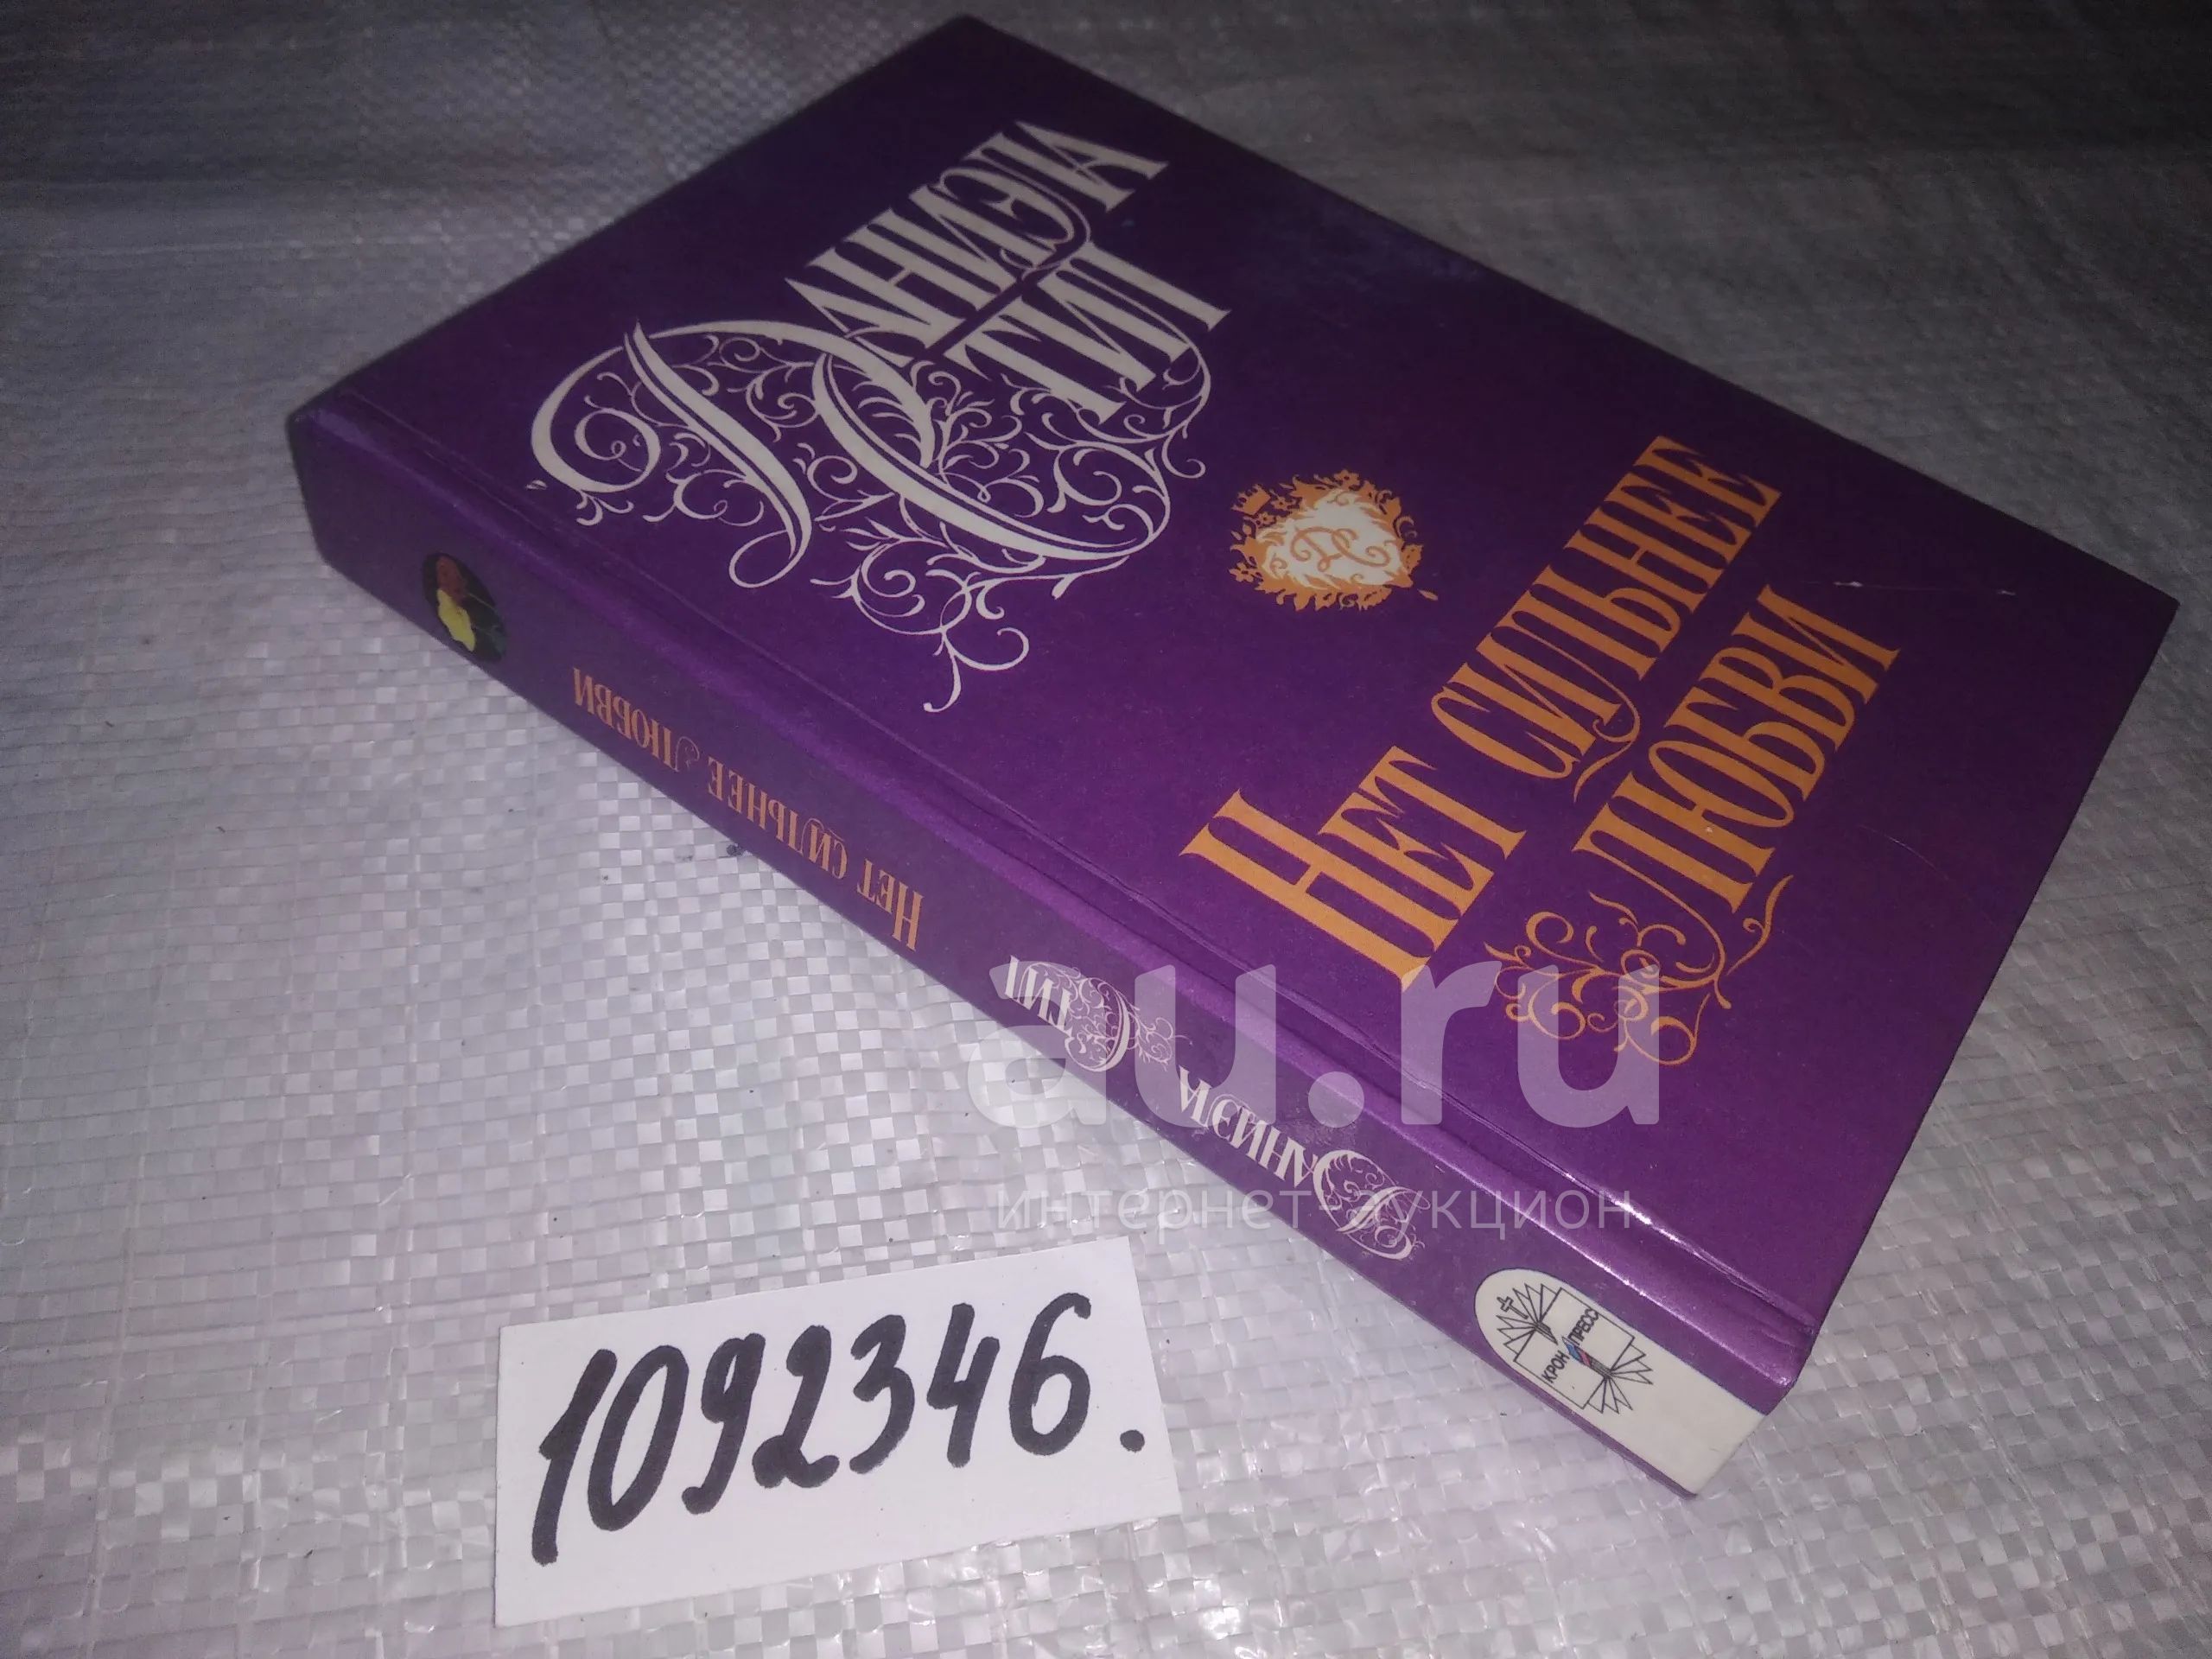 ДАНИЭЛА
СТИЛ
НЕТ СИЛЬНЕЕ
ЛЮБВИ
НЕТ СИЛЬНЕЕ ЛЮБВИ
ДАНИЭЛА СТИЛ
КРОН ПРЕСС
au.ru
интернет-аукцион
1092346.